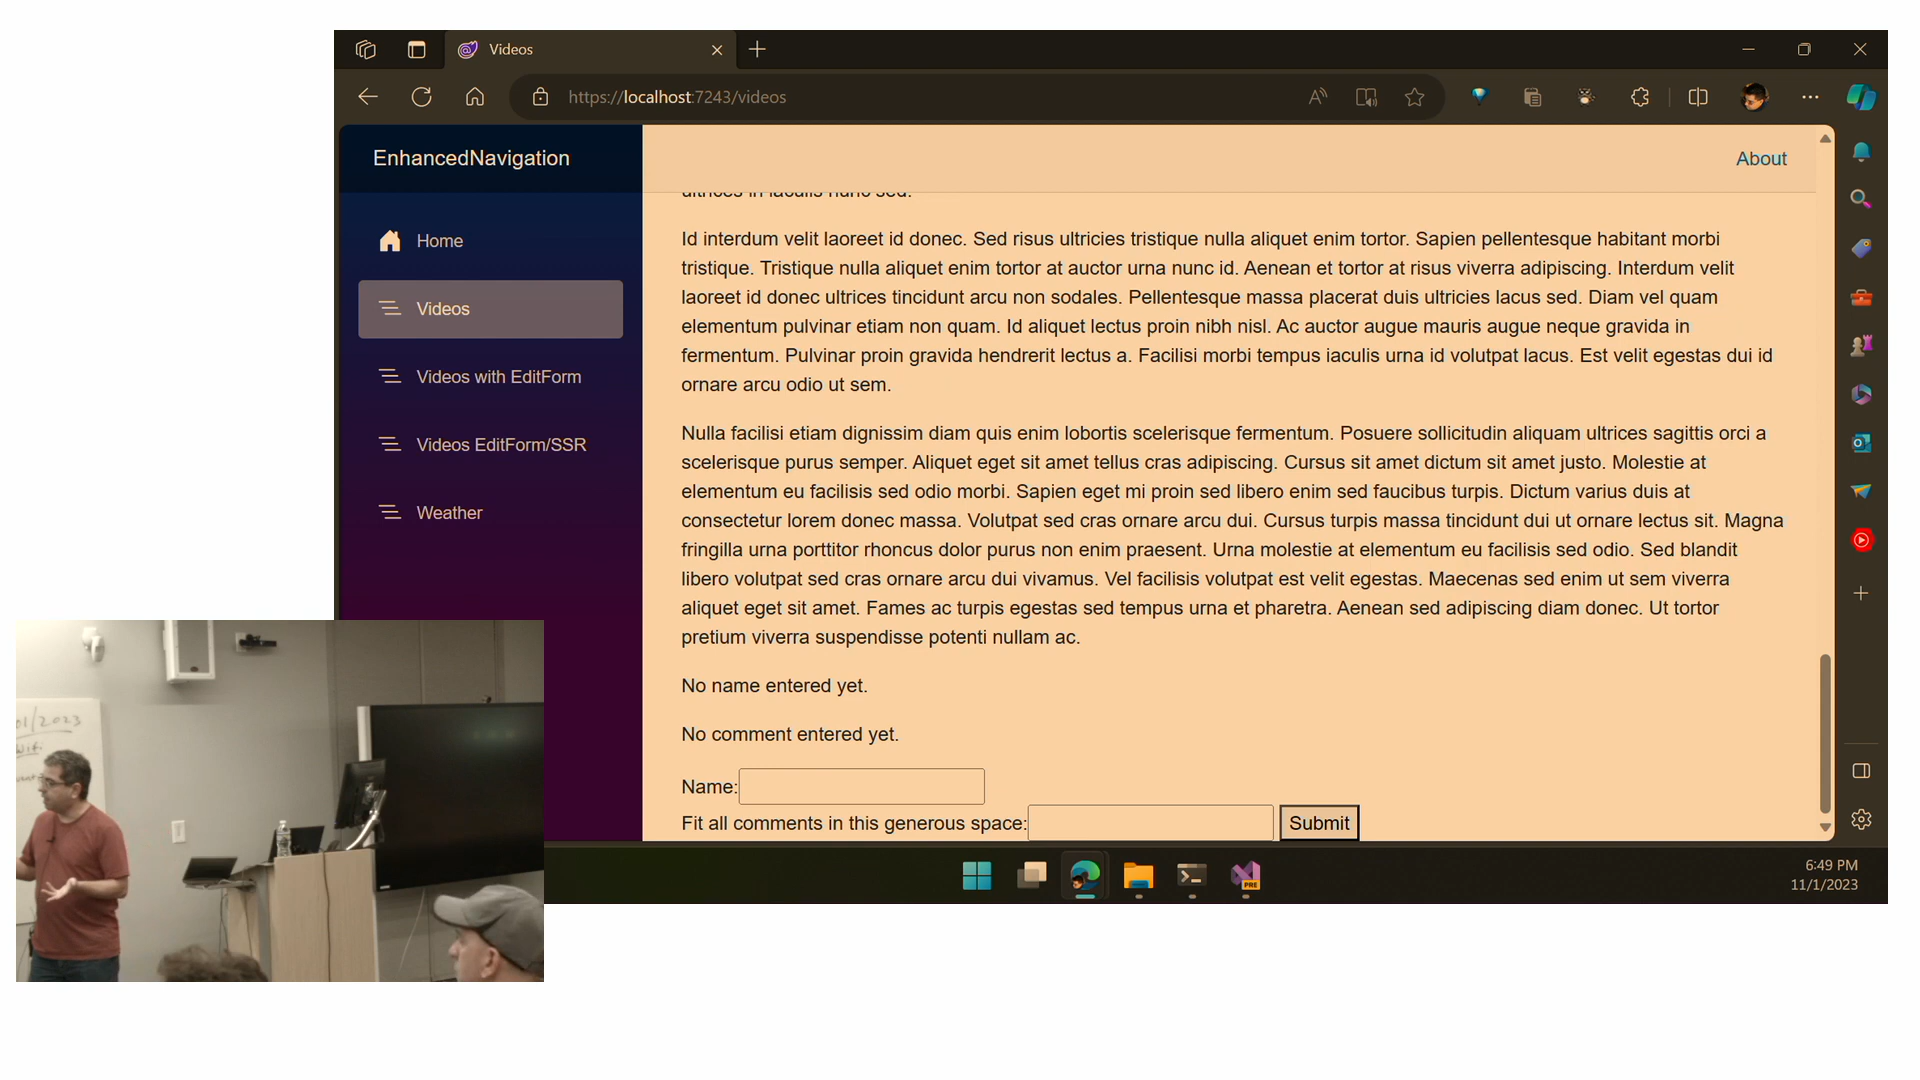 Videos
https://localhost:7243/videos
EnhancedNavigation
About
Home
Videos
Videos with EditForm
Videos EditForm/SSR
Weather
ultrices in iaculis nunc sed.
Id interdum velit laoreet id donec. Sed risus ultricies tristique nulla aliquet enim tortor. Sapien pellentesque habitant morbi
tristique. Tristique nulla aliquet enim tortor at auctor urna nunc id. Aenean et tortor at risus viverra adipiscing. Interdum velit
laoreet id donec ultrices tincidunt arcu non sodales. Pellentesque massa placerat duis ultricies lacus sed. Diam vel quam
elementum pulvinar etiam non quam. Id aliquet lectus proin nibh nisl. Ac auctor augue mauris augue neque gravida in
fermentum. Pulvinar proin gravida hendrerit lectus a. Facilisi morbi tempus iaculis urna id volutpat lacus. Est velit egestas dui id
ornare arcu odio ut sem.
Nulla facilisi etiam dignissim diam quis enim lobortis scelerisque fermentum. Posuere sollicitudin aliquam ultrices sagittis orci a
scelerisque purus semper. Aliquet eget sit amet tellus cras adipiscing. Cursus sit amet dictum sit amet justo. Molestie at
elementum eu facilisis sed odio morbi. Sapien eget mi proin sed libero enim sed faucibus turpis. Dictum varius duis at
consectetur lorem donec massa. Volutpat sed cras ornare arcu dui. Cursus turpis massa tincidunt dui ut ornare lectus sit. Magna
fringilla urna porttitor rhoncus dolor purus non enim praesent. Urna molestie at elementum eu facilisis sed odio. Sed blandit
libero volutpat sed cras ornare arcu dui vivamus. Vel facilisis volutpat est velit egestas. Maecenas sed enim ut sem viverra
aliquet eget sit amet. Fames ac turpis egestas sed tempus urna et pharetra. Aenean sed adipiscing diam donec. Ut tortor
pretium viverra suspendisse potenti nullam ac.
No name entered yet.
No comment entered yet.
Name:
Fit all comments in this generous space: Submit
PRE
6:49 PM
11/1/2023
01/2023